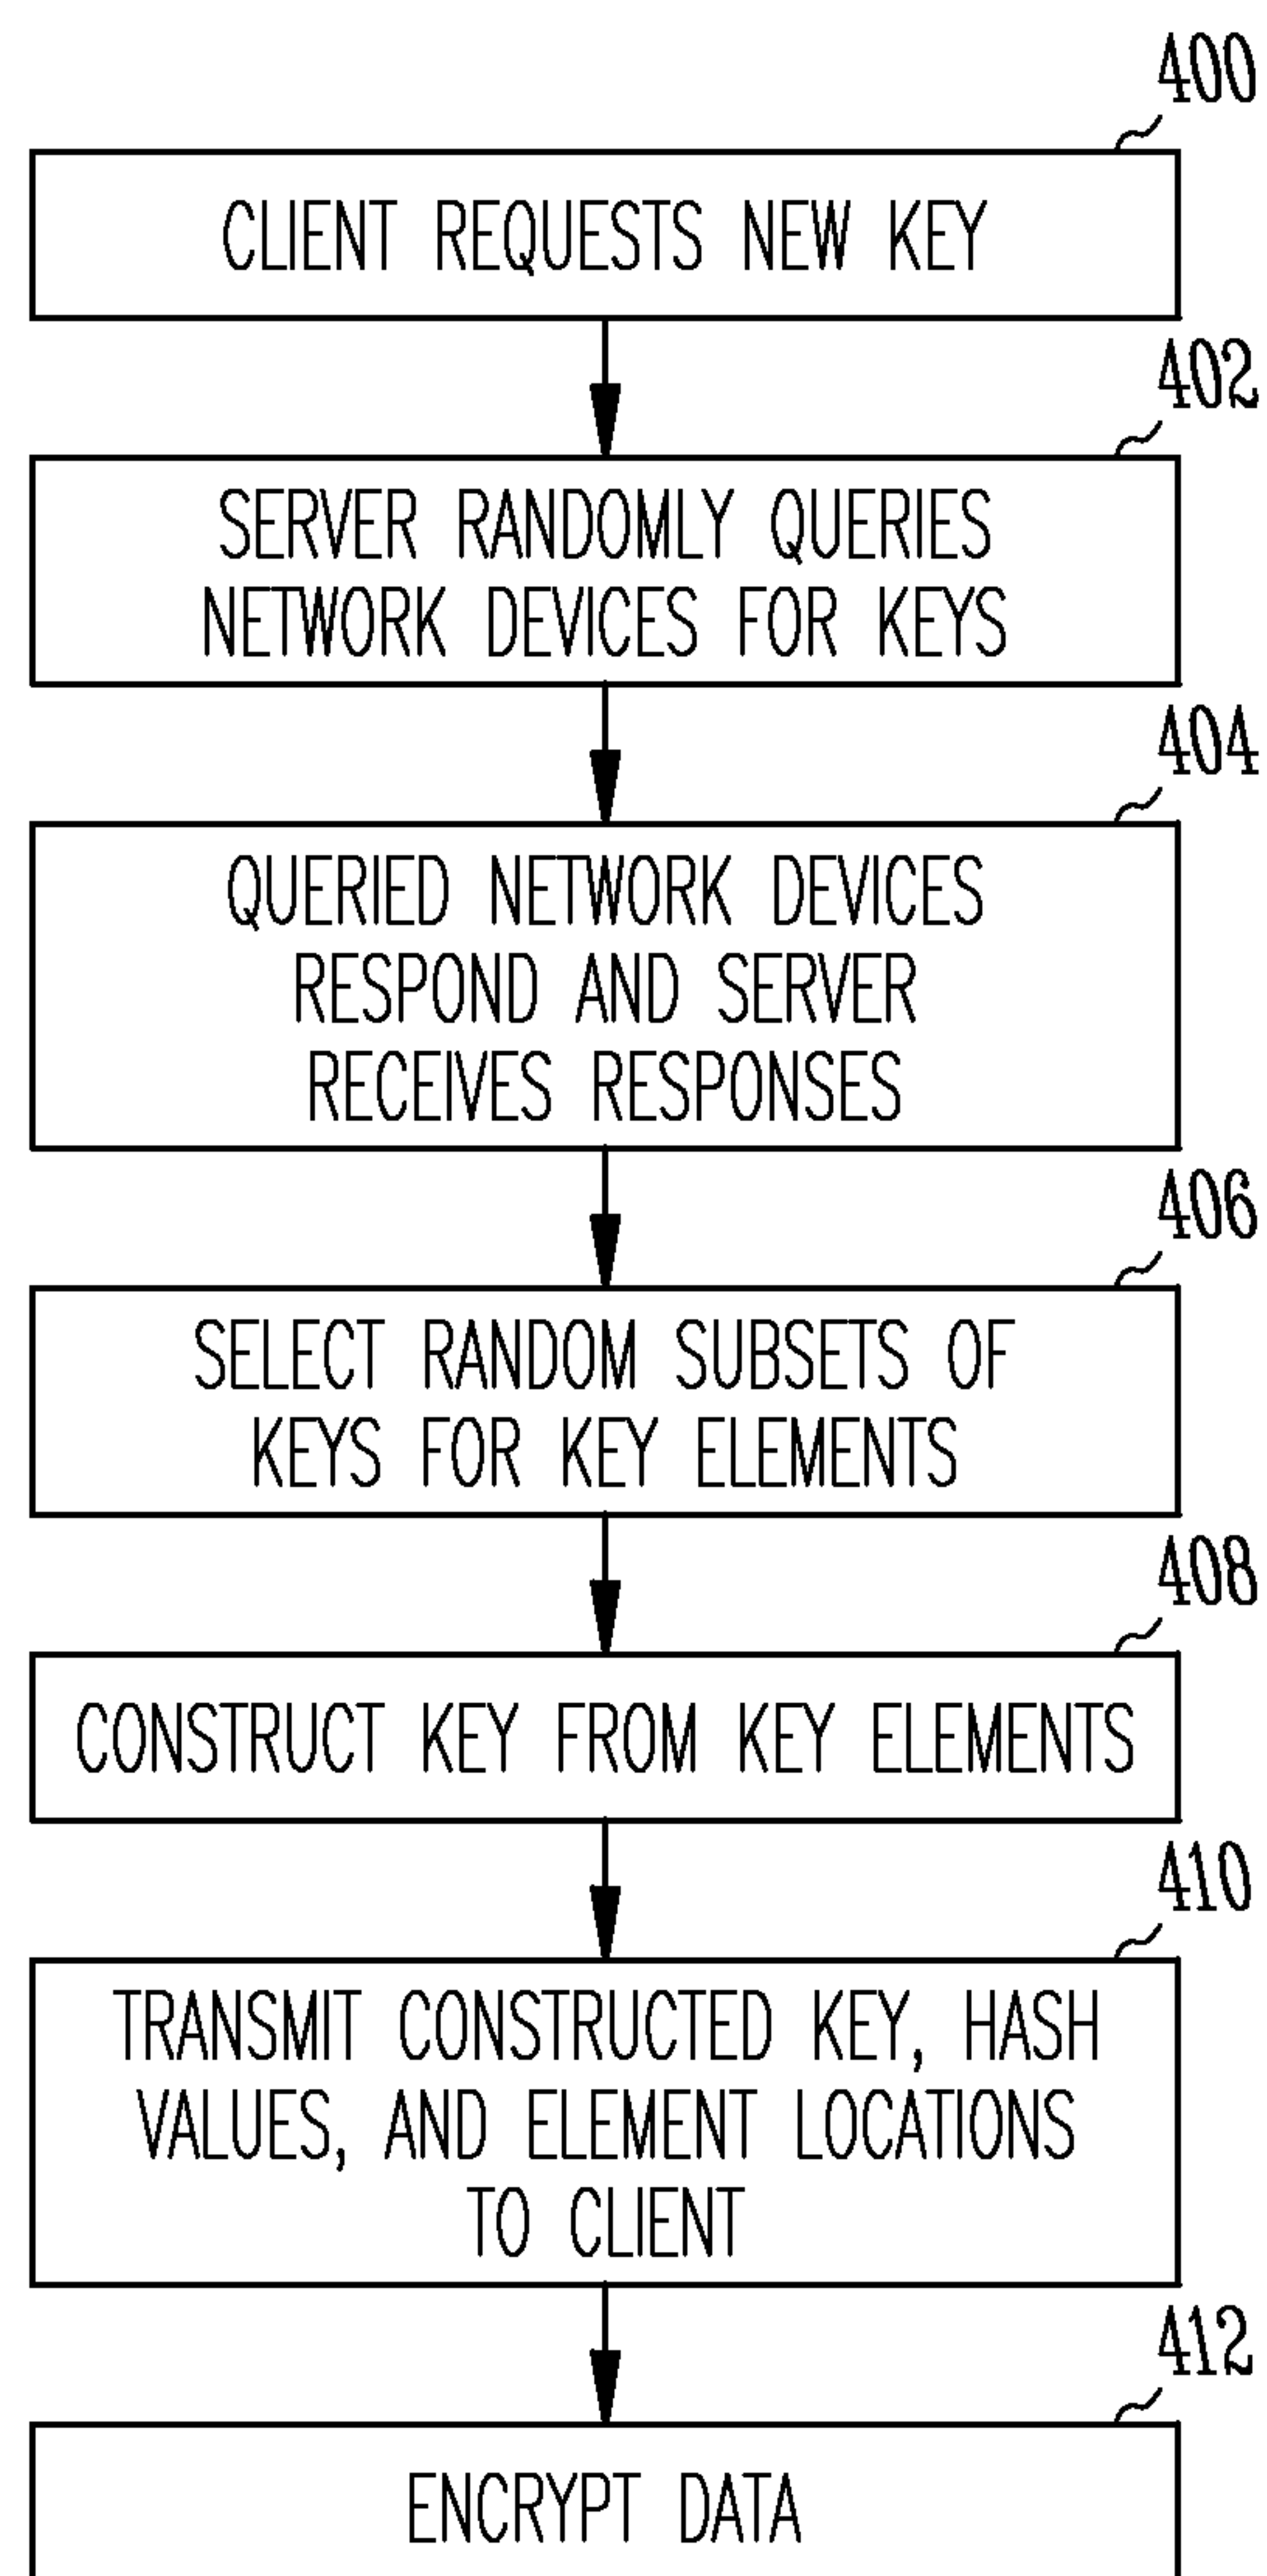 400
CLIENT REQUESTS NEW KEY
402
SERVER RANDOMLY QUERIES
NETWORK DEVICES FOR KEYS
404
QUERIED NETWORK DEVICES
RESPOND AND SERVER
RECEIVES RESPONSES
406
SELECT RANDOM SUBSETS OF
KEYS FOR KEY ELEMENTS
408
CONSTRUCT KEY FROM KEY ELEMENTS
410
TRANSMIT CONSTRUCTED KEY, HASH
VALUES, AND ELEMENT LOCATIONS
TO CLIENT
412
ENCRYPT DATA